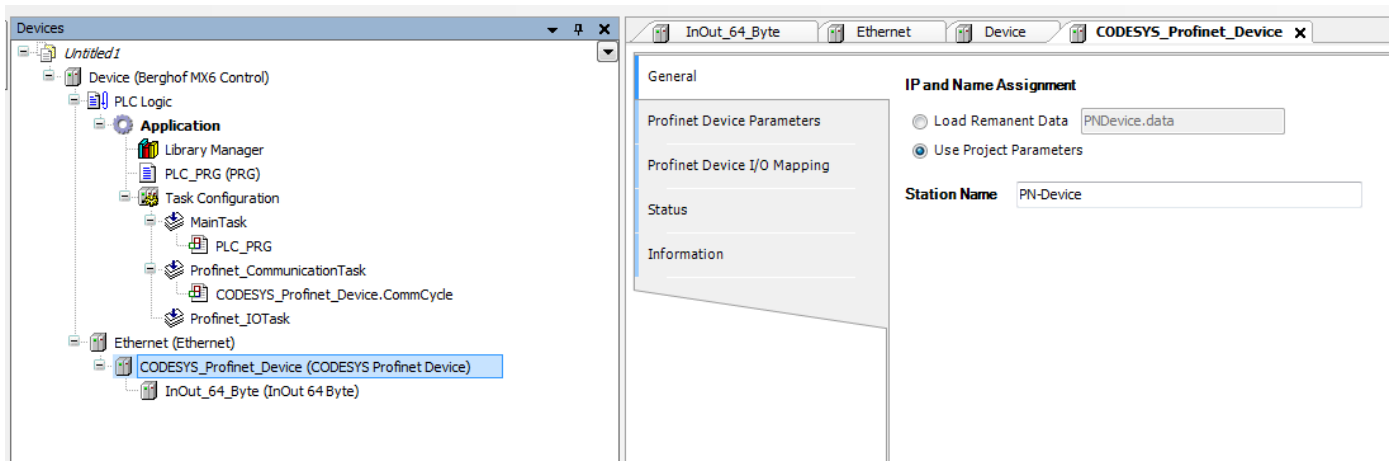 Devices
Untitled1
Device (Berghof MX6 Control)
PLC Logic
Application
Library Manager
PLC_PRG (PRG)
Task Configuration
MainTask
PLC_PRG
Profinet_CommunicationTask
CODESYS_Profinet_Device.CommCycle
Profinet_IOTask
Ethernet (Ethernet)
CODESYS_Profinet_Device (CODESYS Profinet Device)
InOut_64_Byte (InOut 64 Byte)
InOut_64_Byte Ethernet Device CODESYS_Profinet_Device X
General
Profinet Device Parameters
Profinet Device I/O Mapping
Status
Information
IP and Name Assignment
Load Remanent Data PNDevice.data
Use Project Parameters
Station Name PN-Device